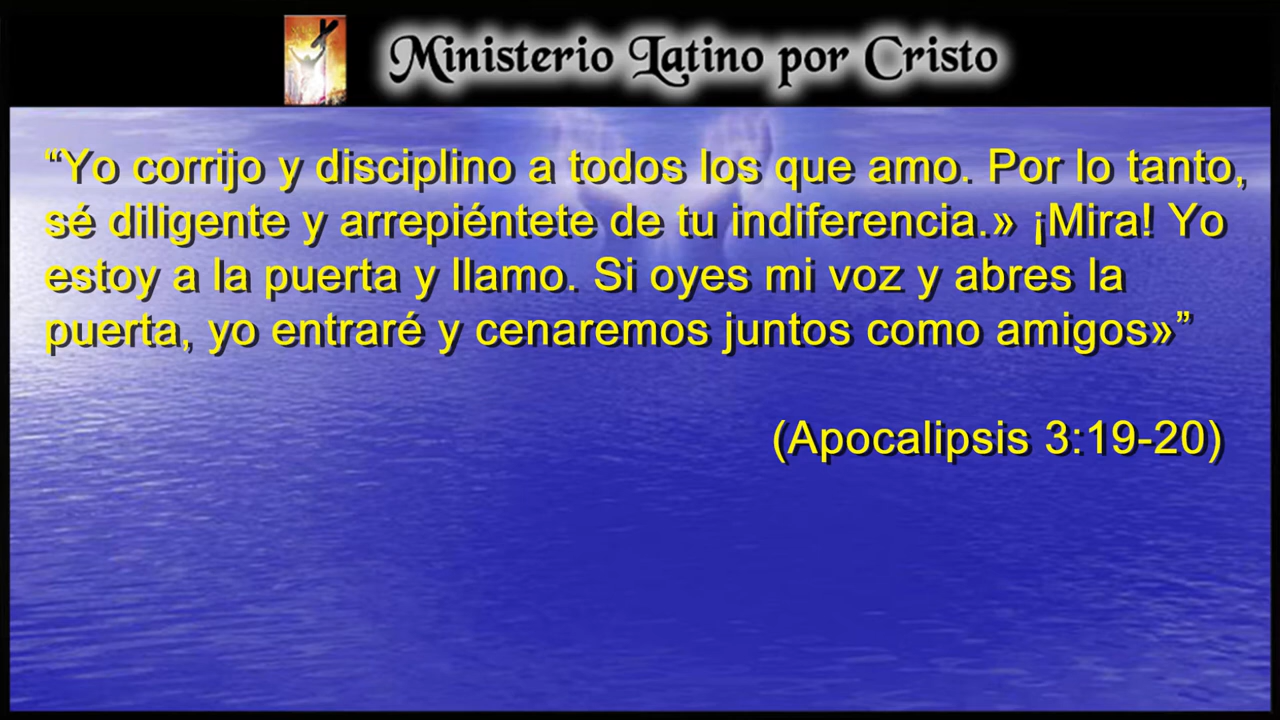 Ministerio Latino por Cristo
“Yo corrijo y disciplino a todos los que amo. Por lo tanto,
sé diligente y arrepiéntete de tu indiferencia.» ¡Mira! Yo
estoy a la puerta y llamo. Si oyes mi voz y abres la
puerta, yo entraré y cenaremos juntos como amigos»”
(Apocalipsis 3:19-20)